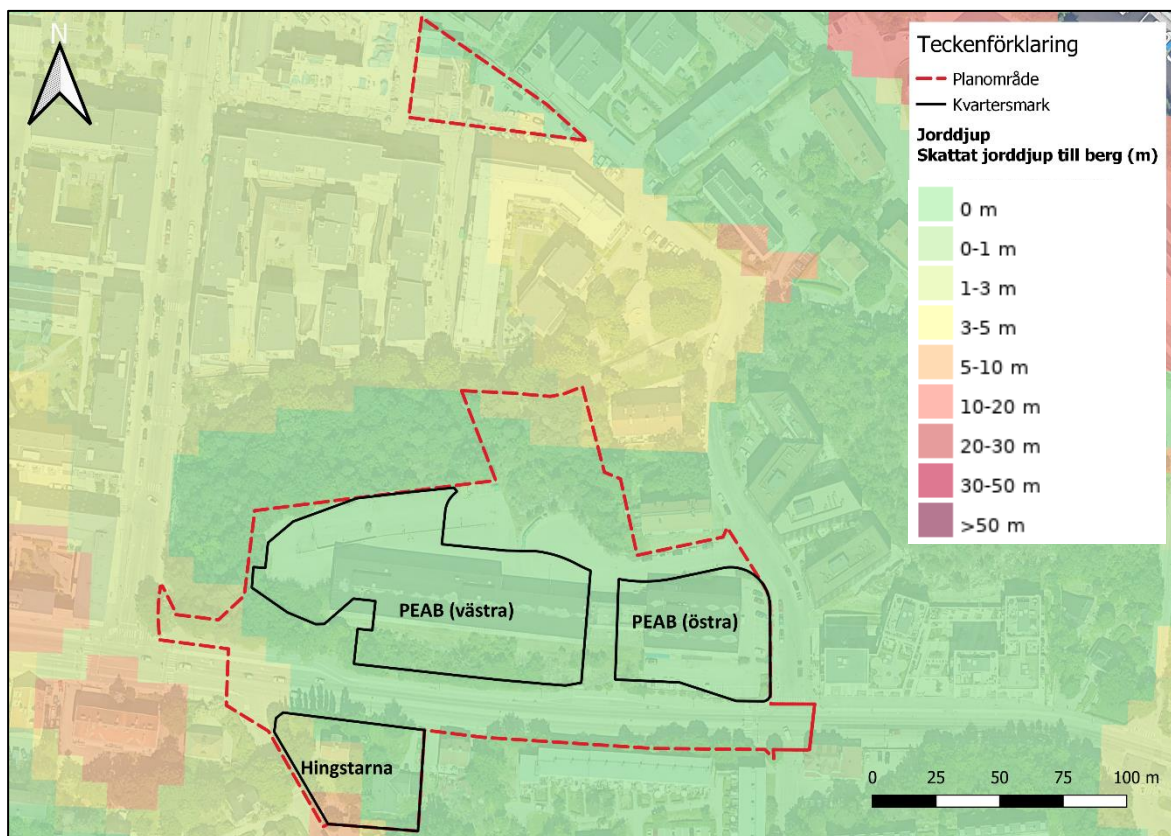 N
Teckenförklaring
Planområde
Kvartersmark
Jorddjup
Skattat jorddjup till berg (m)
0 m
0-1 m
1-3 m
3-5 m
5-10 m
10-20 m
20-30 m
30-50 m
>50 m
PEAB (västra)
PEAB (östra)
Hingstarna
0 25 50 75 100 m